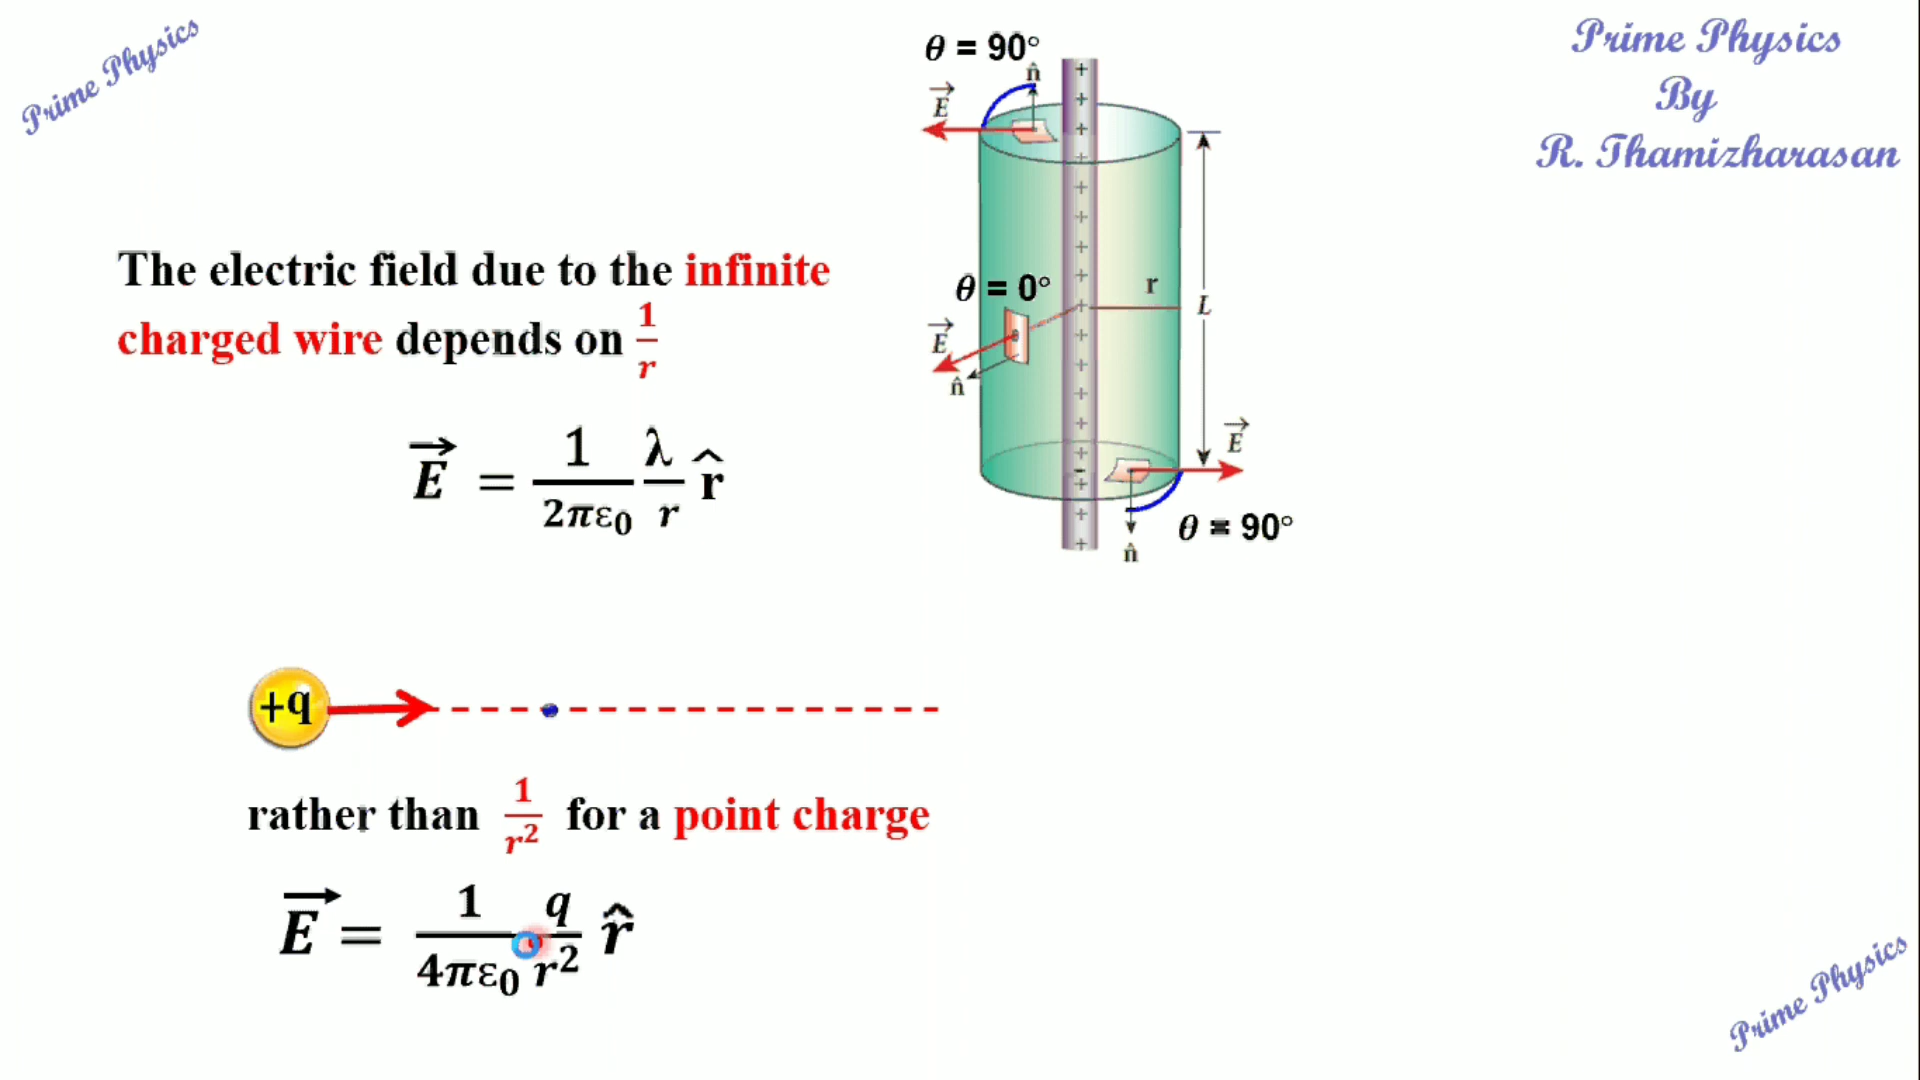 Prime Physics
Prime Physics
By
R. Thamizharasan
The electric field due to the infinite
charged wire depends on 1/r
E⃗ = 1/2πε₀ λ/r r̂
θ = 90°
n̂
E⃗
θ = 0°
r
L
E⃗
n̂
E⃗
θ = 90°
n̂
+ + + + + + + + + + + + + + - + + +
+q
rather than 1/r² for a point charge
E⃗ = 1/4πε₀ q/r² r̂
Prime Physics